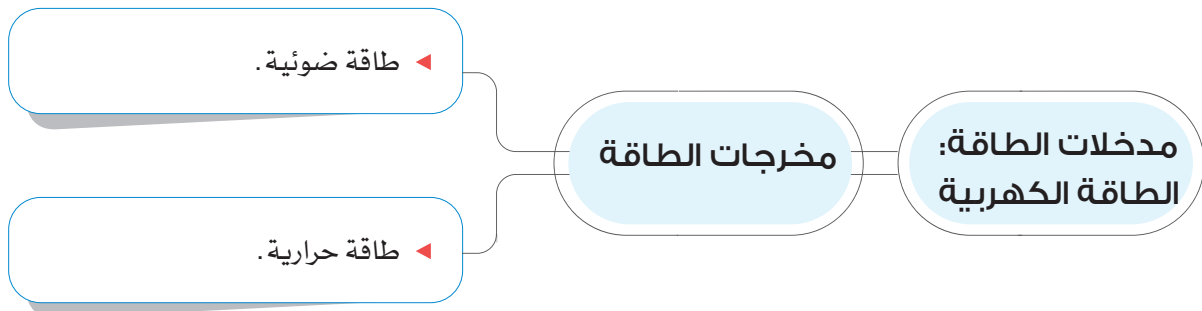 مدخلات الطاقة:
الطاقة الكهربية
مخرجات الطاقة
طاقة ضوئية.
طاقة حرارية.